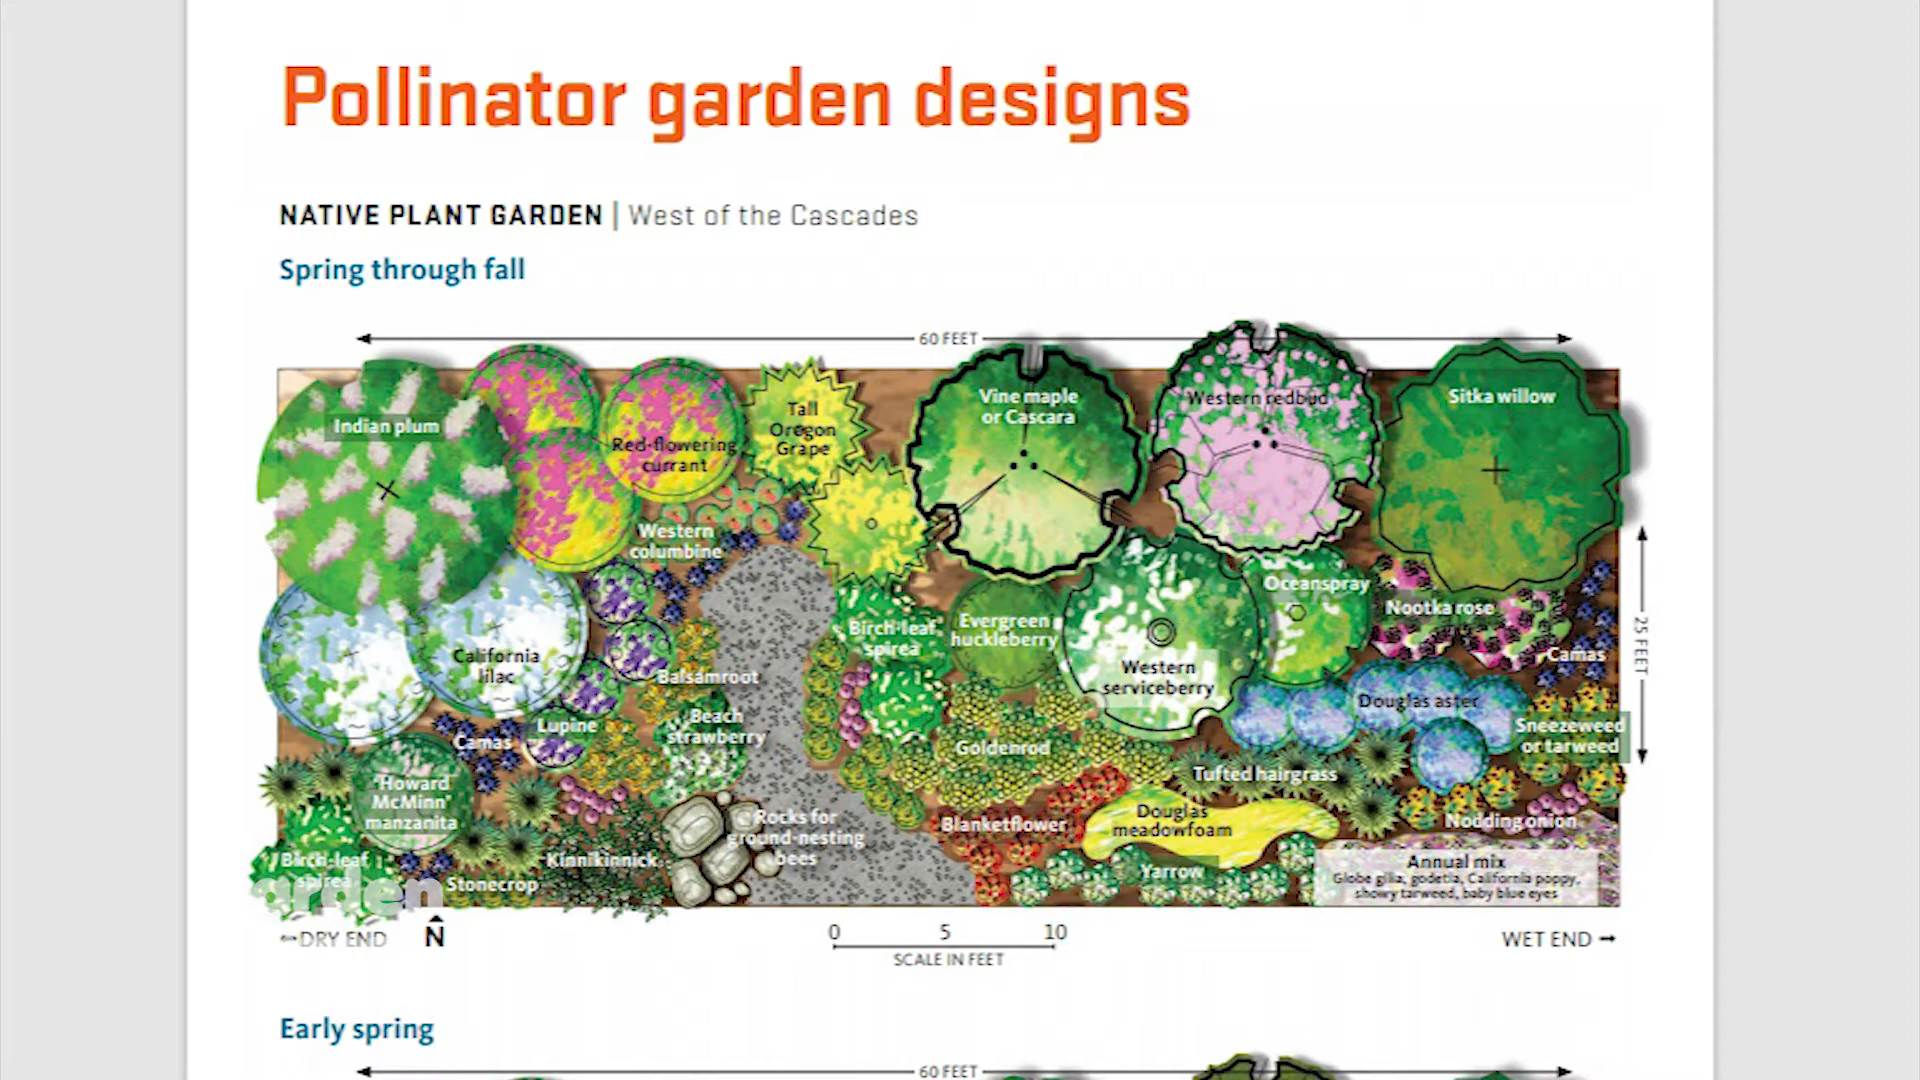 Pollinator garden designs
NATIVE PLANT GARDEN | West of the Cascades
Spring through fall
60 FEET
Indian plum
Red-flowering
currant
Tall
Oregon
Grape
Vine maple
or Cascara
Western redbud
Sitka willow
Western
columbine
Oceanspray
Nootka rose
Birch-leaf
spirea
Evergreen
huckleberry
25 FEET
California
lilac
Camas
Western
serviceberry
Balsamroot
Douglas aster
Lupine
Beach
strawberry
Sneezeweed
or tarweed
Camas
Goldenrod
Tufted hairgrass
'Howard
McMinn'
manzanita
Rocks for
ground-nesting
bees
Blanketflower
Douglas
meadowfoam
Nodding onion
Birch-leaf
spirea
Kinnikinnick
Stonecrop
Yarrow
Annual mix
Globe gilia, godetia, California poppy,
showy tarweed, baby blue eyes
arden
←DRY END
N
0 5 10
SCALE IN FEET
WET END →
Early spring
60 FEET